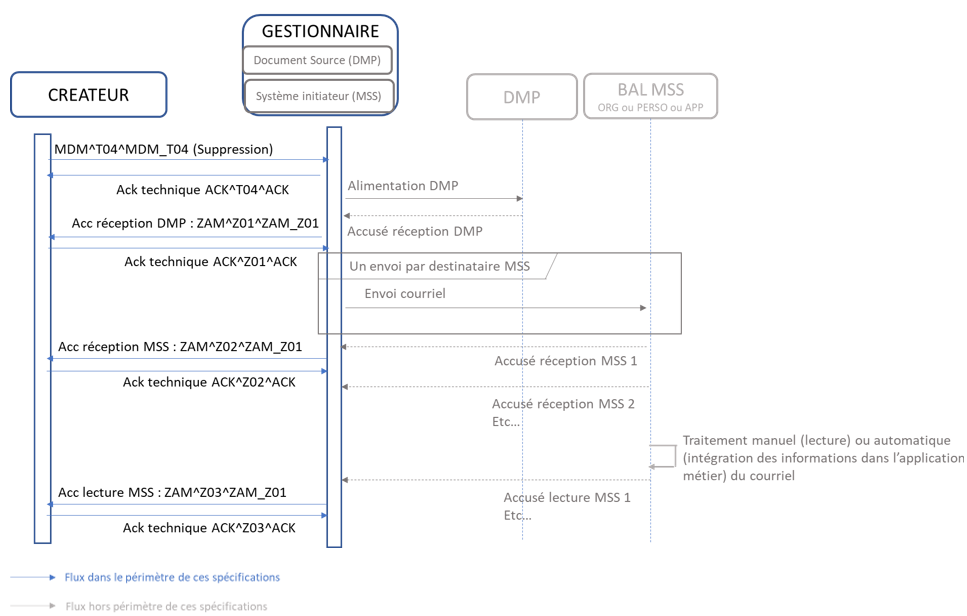 GESTIONNAIRE
Document Source (DMP)
Système initiateur (MSS)
CREATEUR
DMP
BAL MSS
ORG ou PERSO ou APP
MDM^T04^MDM_T04 (Suppression)
Ack technique ACK^T04^ACK
Alimentation DMP
Acc réception DMP : ZAM^Z01^ZAM_Z01
Accusé réception DMP
Ack technique ACK^Z01^ACK
Un envoi par destinataire MSS
Envoi courriel
Acc réception MSS : ZAM^Z02^ZAM_Z01
Accusé réception MSS 1
Ack technique ACK^Z02^ACK
Accusé réception MSS 2
Etc…
Traitement manuel (lecture) ou automatique
(intégration des informations dans l’application
métier) du courriel
Acc lecture MSS : ZAM^Z03^ZAM_Z01
Accusé lecture MSS 1
Etc…
Ack technique ACK^Z03^ACK
Flux dans le périmètre de ces spécifications
Flux hors périmètre de ces spécifications